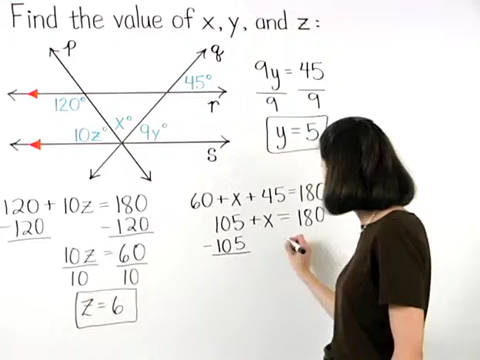 Find the value of x, y, and z:
p
q
45°
120°
r
x°
10z°
9y°
s
9y = 45
9 9
y = 5
120 + 10z = 180
-120 -120
10z = 60
10 10
z = 6
60 + x + 45 = 180
105 + x = 180
-105